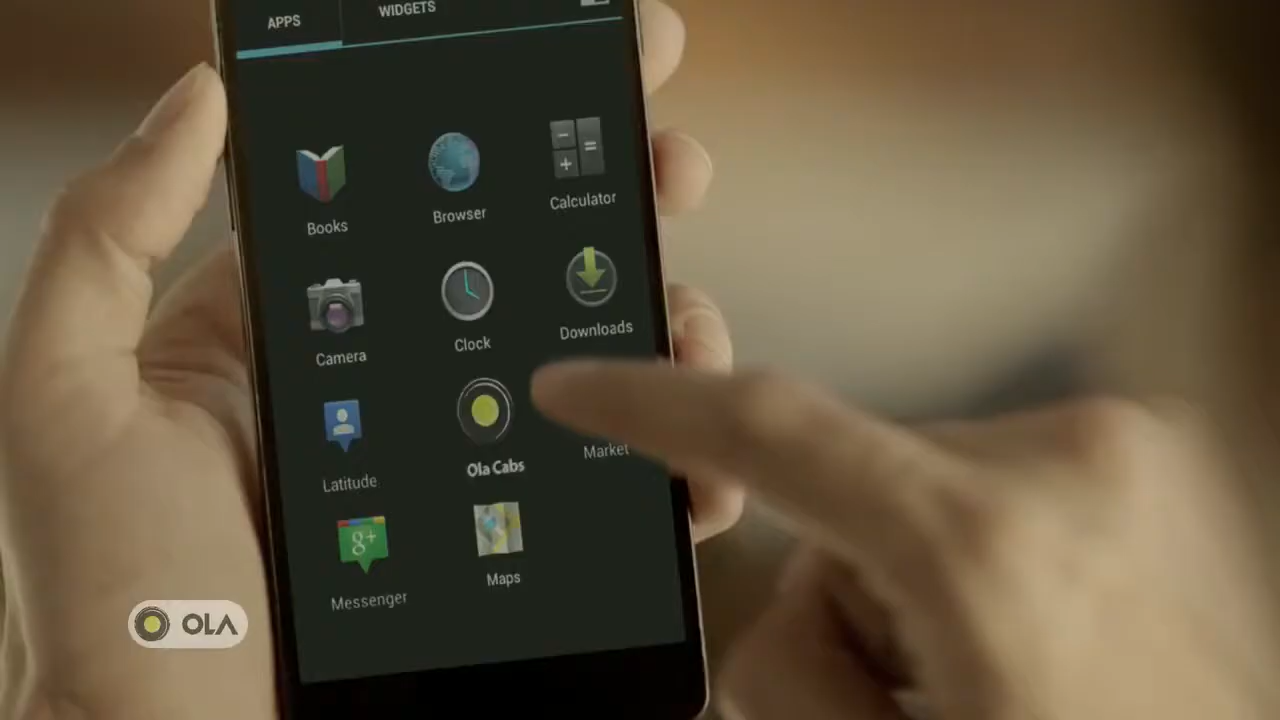 APPS WIDGETS
Books Browser Calculator
Camera Clock Downloads
Latitude Ola Cabs Market
g+
Messenger Maps
OLA